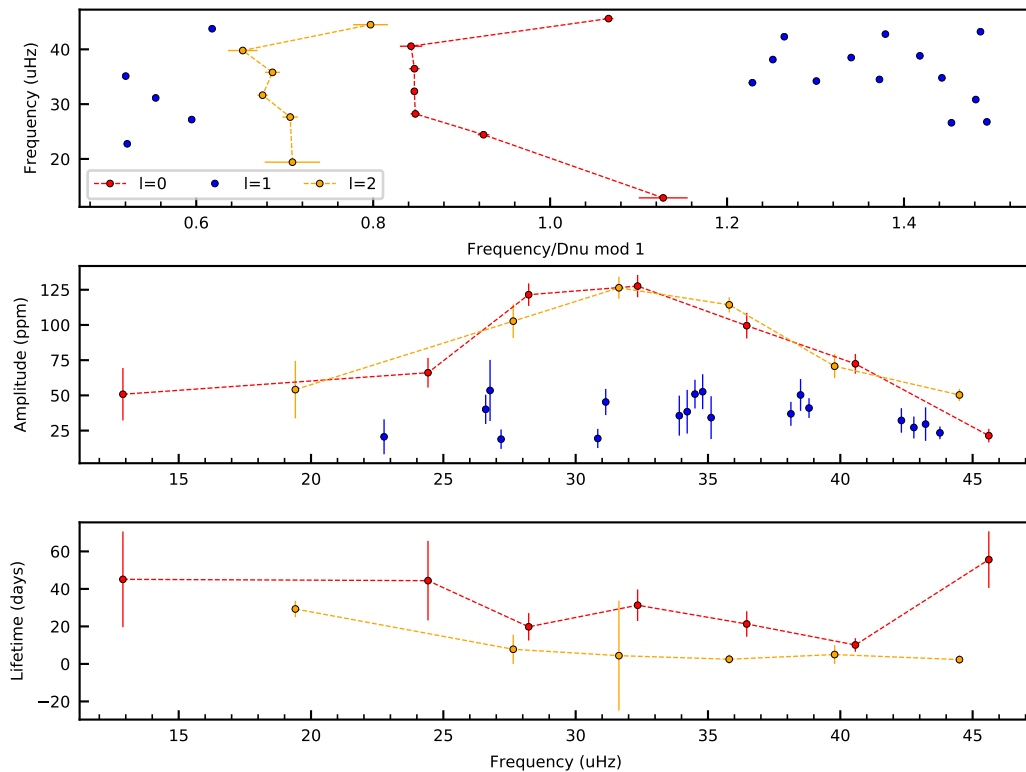 Frequency (uHz)
40
30
20
l=0 l=1 l=2
0.6 0.8 1.0 1.2 1.4
Frequency/Dnu mod 1
Amplitude (ppm)
125
100
75
50
25
15 20 25 30 35 40 45
Lifetime (days)
60
40
20
0
−20
15 20 25 30 35 40 45
Frequency (uHz)